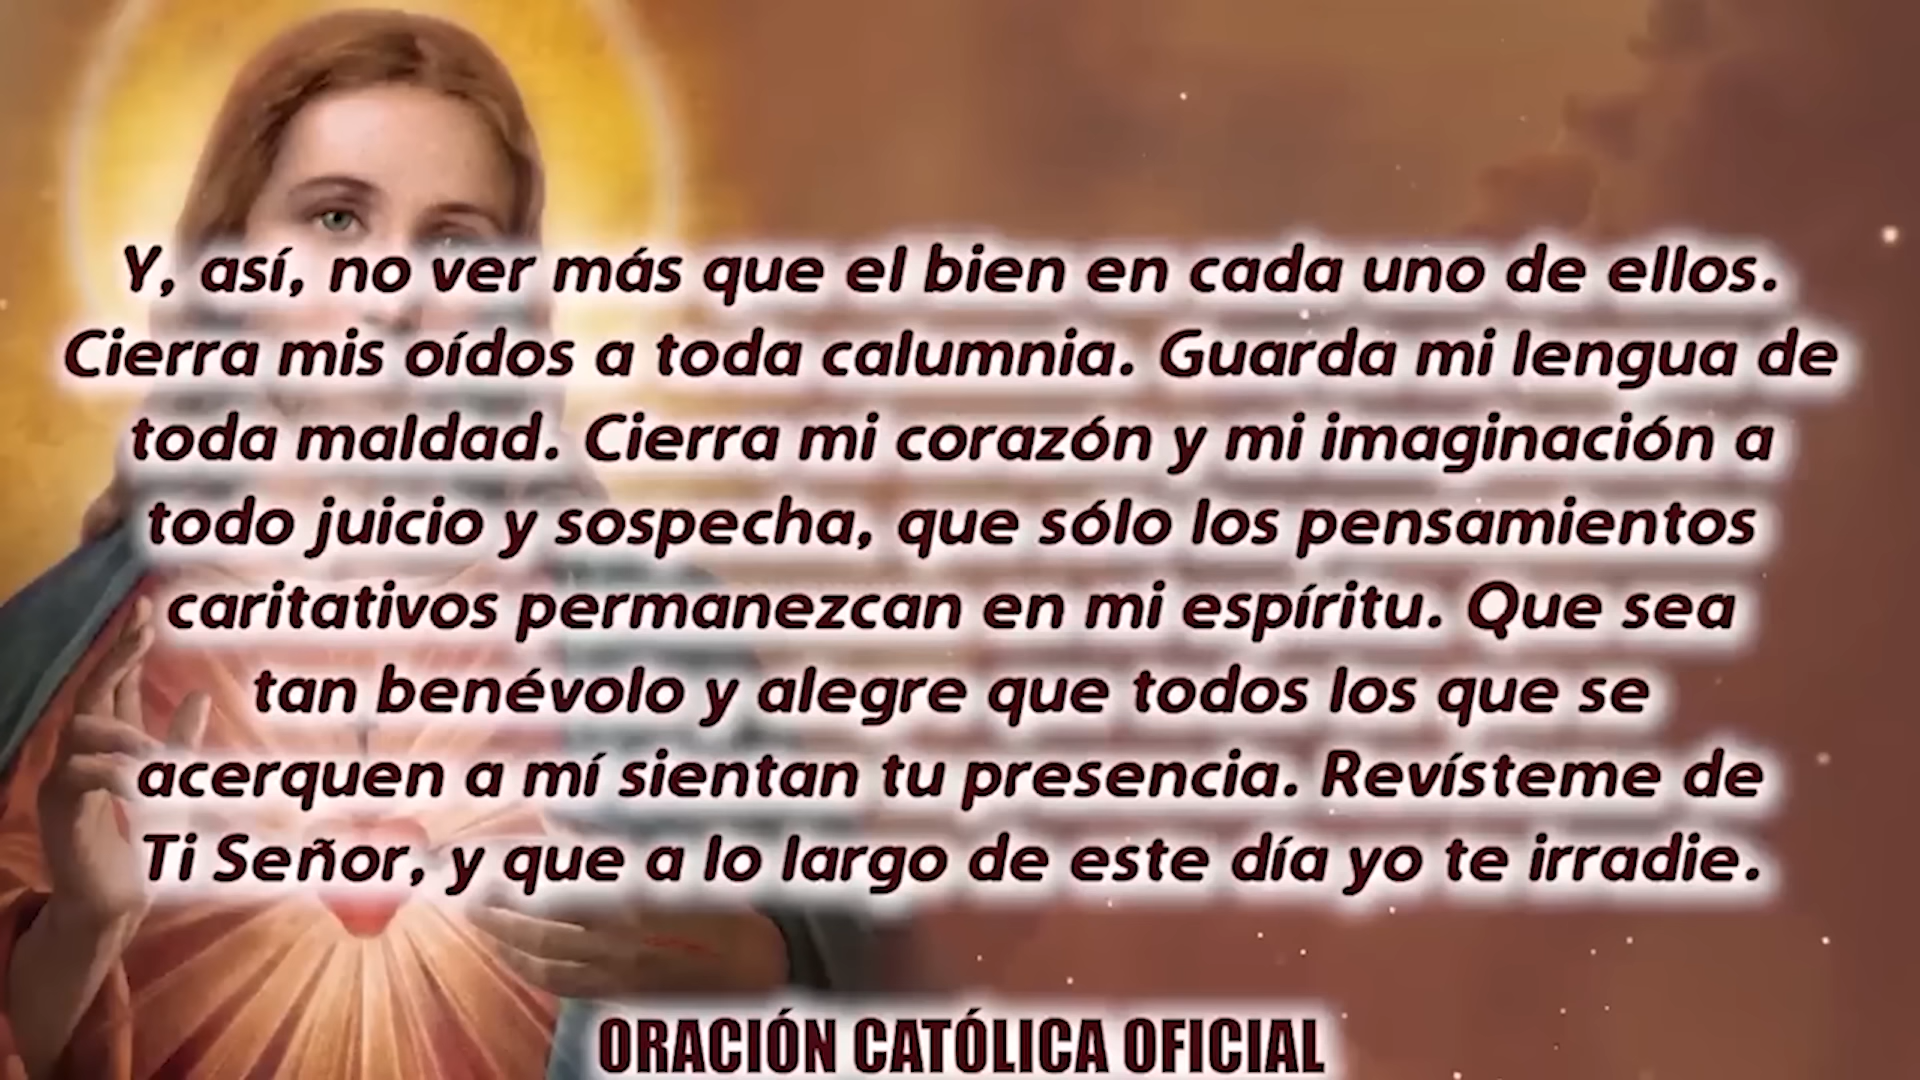 Y, así, no ver más que el bien en cada uno de ellos.
Cierra mis oídos a toda calumnia. Guarda mi lengua de
toda maldad. Cierra mi corazón y mi imaginación a
todo juicio y sospecha, que sólo los pensamientos
caritativos permanezcan en mi espíritu. Que sea
tan benévolo y alegre que todos los que se
acerquen a mí sientan tu presencia. Revísteme de
Ti Señor, y que a lo largo de este día yo te irradie.
ORACIÓN CATÓLICA OFICIAL